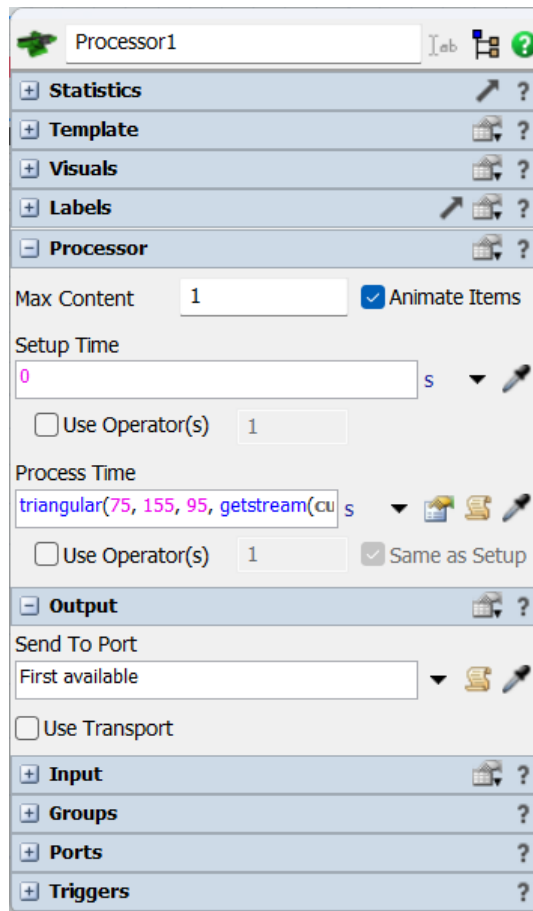 Processor1
Statistics ?
Template ?
Visuals ?
Labels ?
Processor ?
Max Content 1 Animate Items
Setup Time
0 s
Use Operator(s) 1
Process Time
triangular(75, 155, 95, getstream(cu s
Use Operator(s) 1 Same as Setup
Output ?
Send To Port
First available
Use Transport
Input ?
Groups ?
Ports ?
Triggers ?